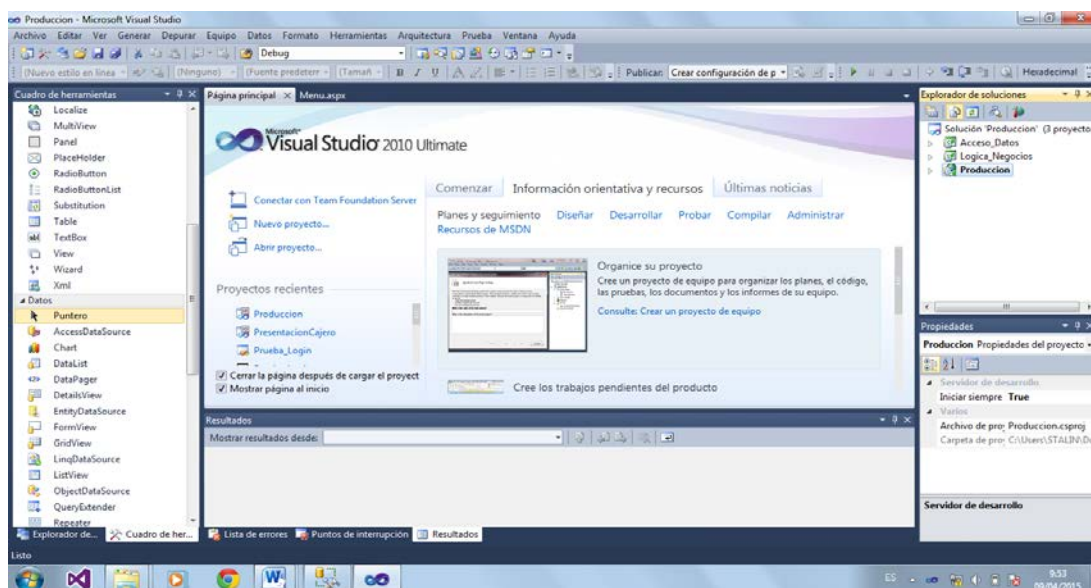 Produccion - Microsoft Visual Studio
Archivo Editar Ver Generar Depurar Equipo Datos Formato Herramientas Arquitectura Prueba Ventana Ayuda
Debug
(Nuevo estilo en línea (Ninguno) (Fuente predeterr (Tamañ B I U A Publicar: Crear configuración de p Hexadecimal
Cuadro de herramientas
Localize
MultiView
Panel
PlaceHolder
RadioButton
RadioButtonList
Substitution
Table
TextBox
View
Wizard
Xml
Datos
Puntero
AccessDataSource
Chart
DataList
DataPager
DetailsView
EntityDataSource
FormView
GridView
LinqDataSource
ListView
ObjectDataSource
QueryExtender
Repeater
Explorador de... Cuadro de her...
Página principal Menu.aspx
Microsoft
Visual Studio 2010 Ultimate
Conectar con Team Foundation Server
Nuevo proyecto...
Abrir proyecto...
Proyectos recientes
Produccion
PresentacionCajero
Prueba_Login
Cerrar la página después de cargar el proyect
Mostrar página al inicio
Comenzar Información orientativa y recursos Últimas noticias
Planes y seguimiento Diseñar Desarrollar Probar Compilar Administrar
Recursos de MSDN
Organice su proyecto
Cree un proyecto de equipo para organizar los planes, el código,
las pruebas, los documentos y los informes de su equipo.
Consulte: Crear un proyecto de equipo
Cree los trabajos pendientes del producto
Resultados
Mostrar resultados desde:
Lista de errores Puntos de interrupción Resultados
Explorador de soluciones
Solución 'Produccion' (3 proyecto
Acceso_Datos
Logica_Negocios
Produccion
Propiedades
Produccion Propiedades del proyecto
Servidor de desarrollo
Iniciar siempre True
Varios
Archivo de pro Produccion.csproj
Carpeta de pro C:\Users\STALIN\D
Servidor de desarrollo
Listo
ES
9:53
09/04/2015